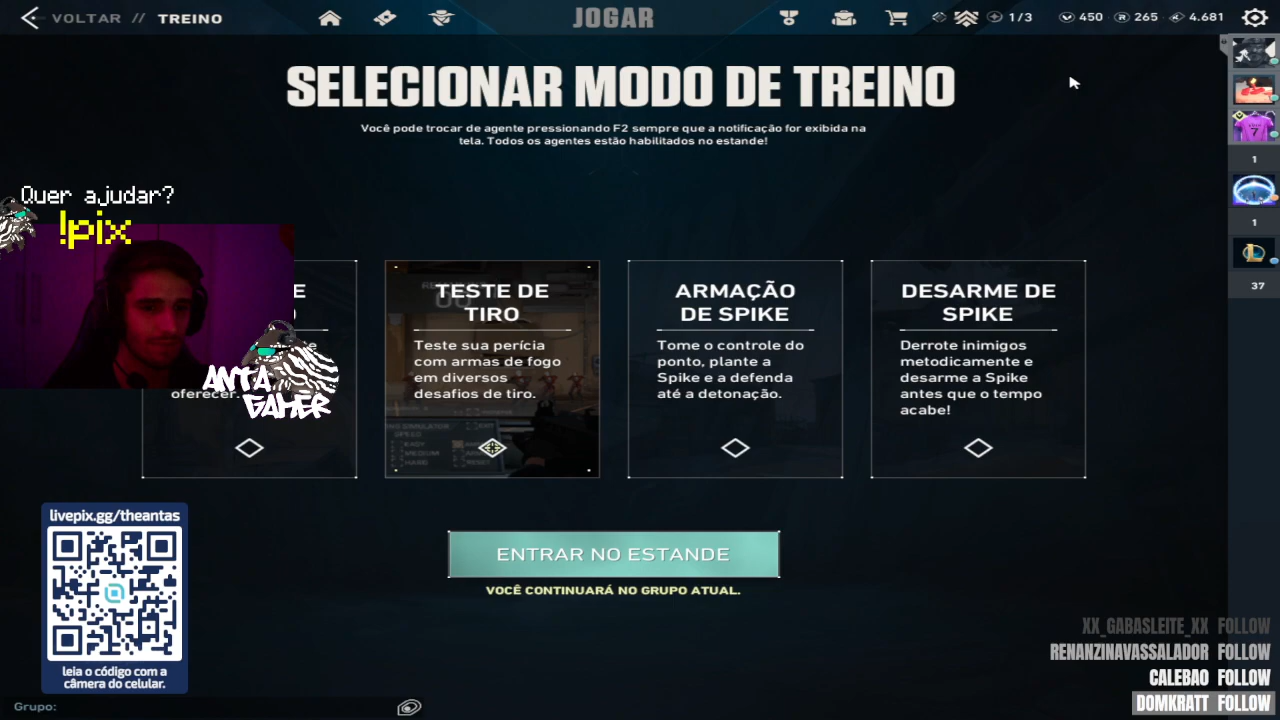 VOLTAR // TREINO
JOGAR
1/3
450
265
4.681
SELECIONAR MODO DE TREINO
Você pode trocar de agente pressionando F2 sempre que a notificação for exibida na
tela. Todos os agentes estão habilitados no estande!
Quer ajudar?
!pix
ANTA
GAMER
oferecer.
TESTE DE
TIRO
Teste sua perícia
com armas de fogo
em diversos
desafios de tiro.
ARMAÇÃO
DE SPIKE
Tome o controle do
ponto, plante a
Spike e a defenda
até a detonação.
DESARME DE
SPIKE
Derrote inimigos
metodicamente e
desarme a Spike
antes que o tempo
acabe!
ENTRAR NO ESTANDE
VOCÊ CONTINUARÁ NO GRUPO ATUAL.
livepix.gg/theantas
leia o código com a
câmera do celular.
Grupo:
7
1
1
37
XX_GABASLEITE_XX FOLLOW
RENANZINAVASSALADOR FOLLOW
CALEBAO FOLLOW
DOMKRATT FOLLOW